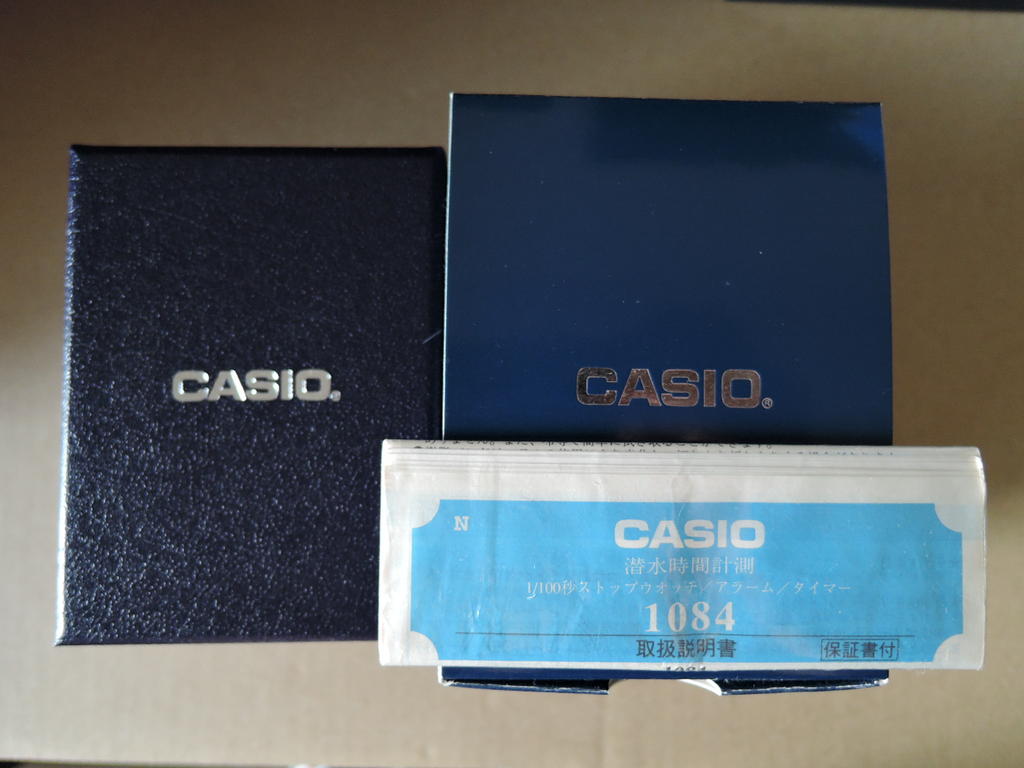 CASIO.
CASIO®
N
CASIO
潜水時間計測
1/100秒ストップウオッチ/アラーム/タイマー
1084
取扱説明書
保証書付
1084